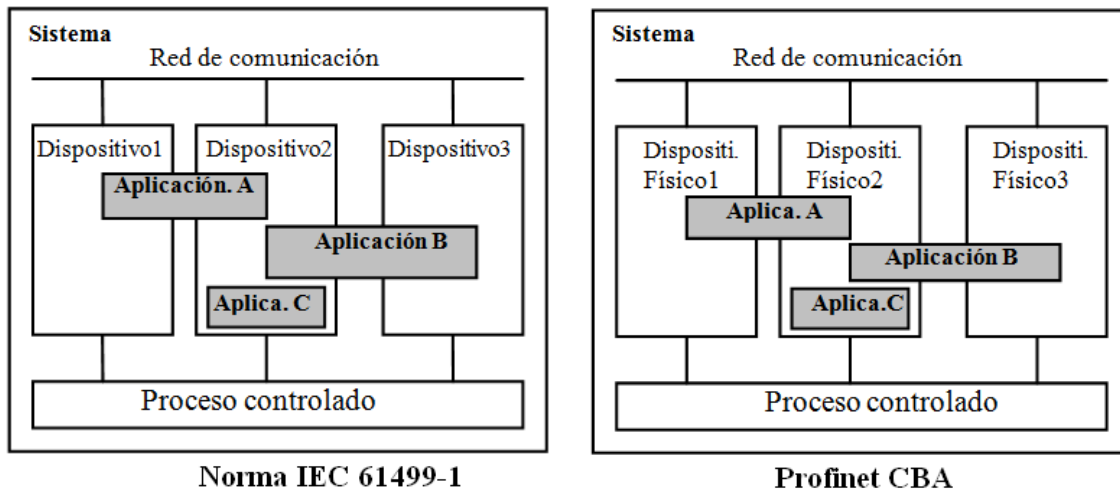 Sistema
Red de comunicación
Dispositivo1
Dispositivo2
Dispositivo3
Aplicación. A
Aplicación B
Aplica. C
Proceso controlado
Norma IEC 61499-1
Sistema
Red de comunicación
Dispositi.
Físico1
Dispositi.
Físico2
Dispositi.
Físico3
Aplica. A
Aplicación B
Aplica.C
Proceso controlado
Profinet CBA